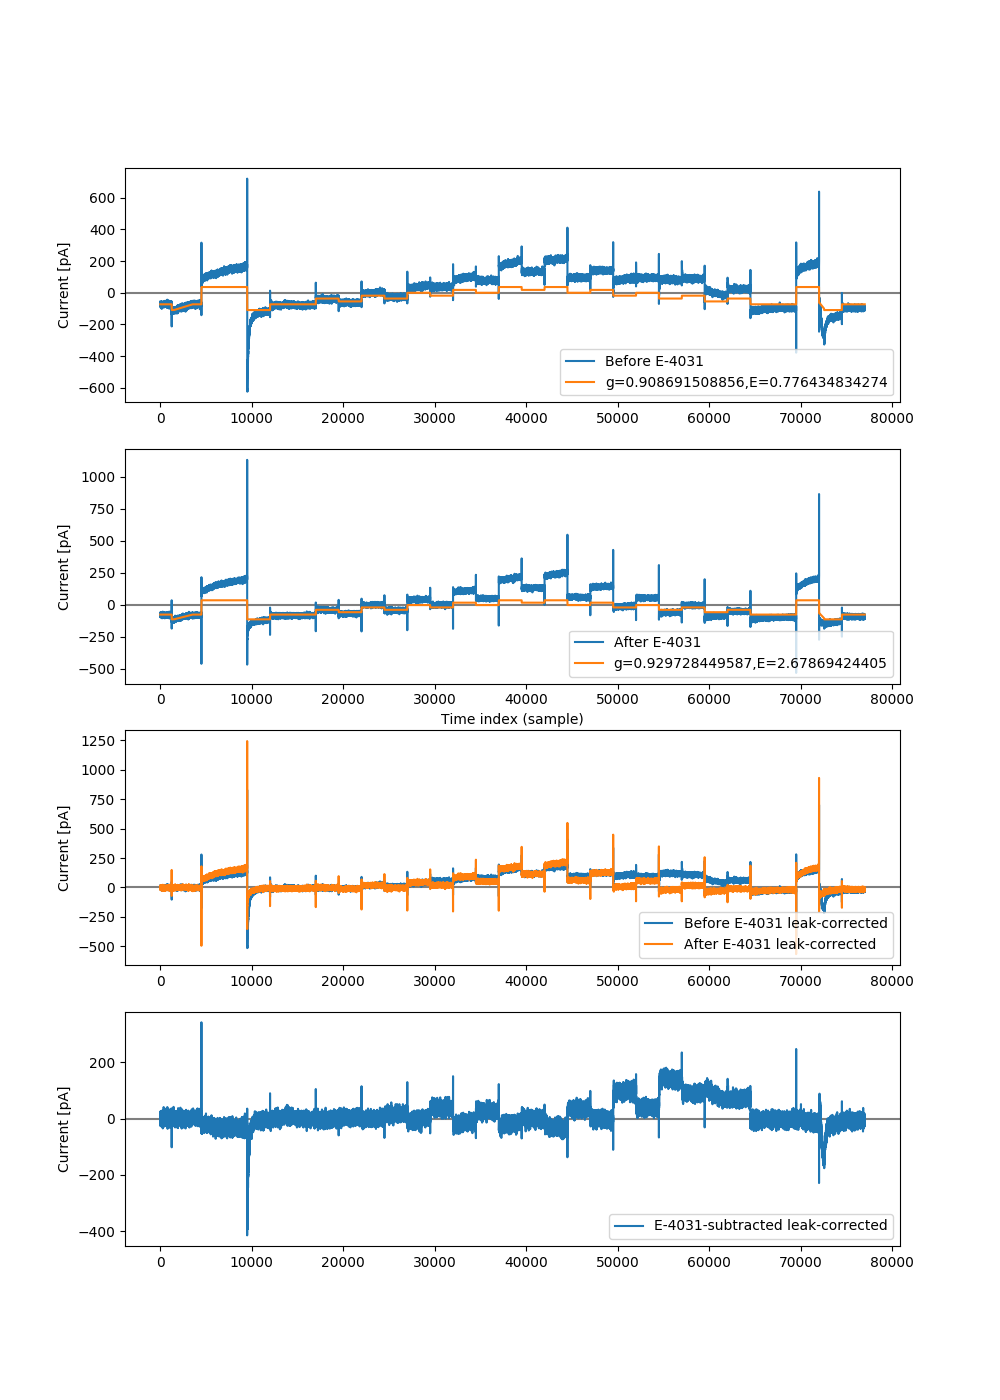 600
400
200
0
−200
−400
−600
Current [pA]
Before E-4031
g=0.908691508856,E=0.776434834274
0 10000 20000 30000 40000 50000 60000 70000 80000
1000
750
500
250
0
−250
−500
Current [pA]
After E-4031
g=0.929728449587,E=2.67869424405
0 10000 20000 30000 40000 50000 60000 70000 80000
Time index (sample)
1250
1000
750
500
250
0
−250
−500
Current [pA]
Before E-4031 leak-corrected
After E-4031 leak-corrected
0 10000 20000 30000 40000 50000 60000 70000 80000
200
0
−200
−400
Current [pA]
E-4031-subtracted leak-corrected
0 10000 20000 30000 40000 50000 60000 70000 80000